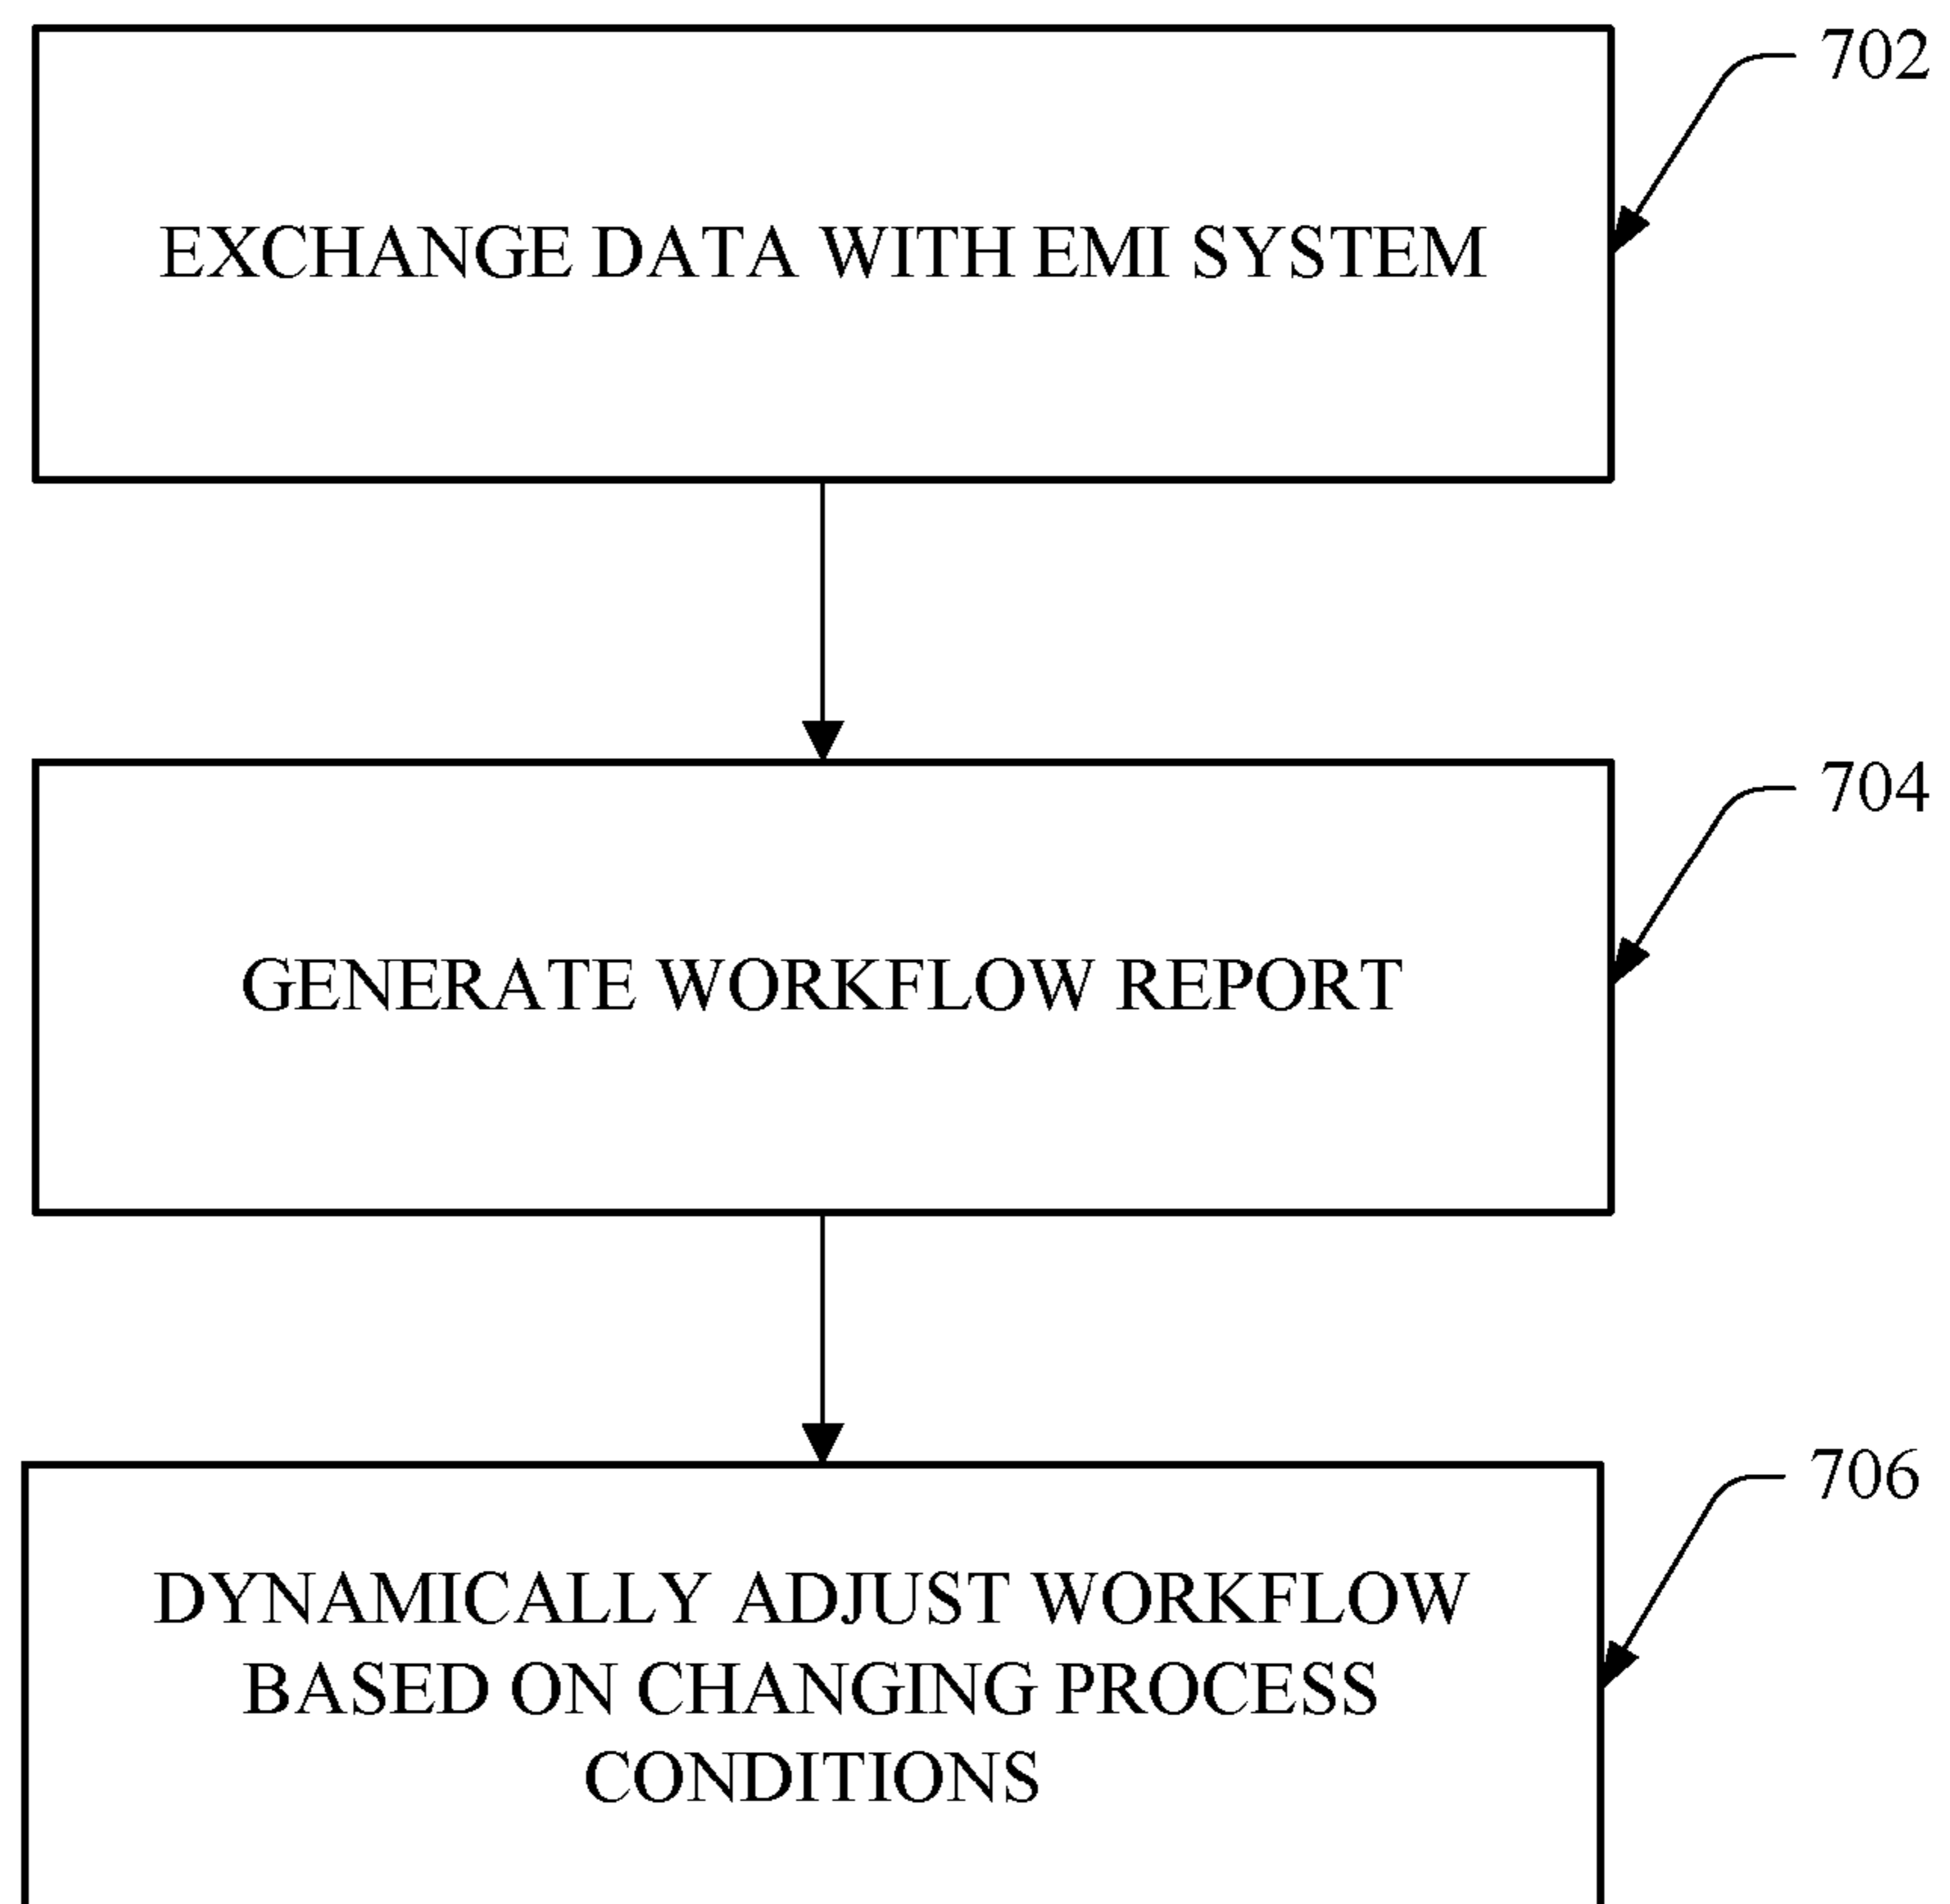 702
EXCHANGE DATA WITH EMI SYSTEM
704
GENERATE WORKFLOW REPORT
706
DYNAMICALLY ADJUST WORKFLOW
BASED ON CHANGING PROCESS
CONDITIONS